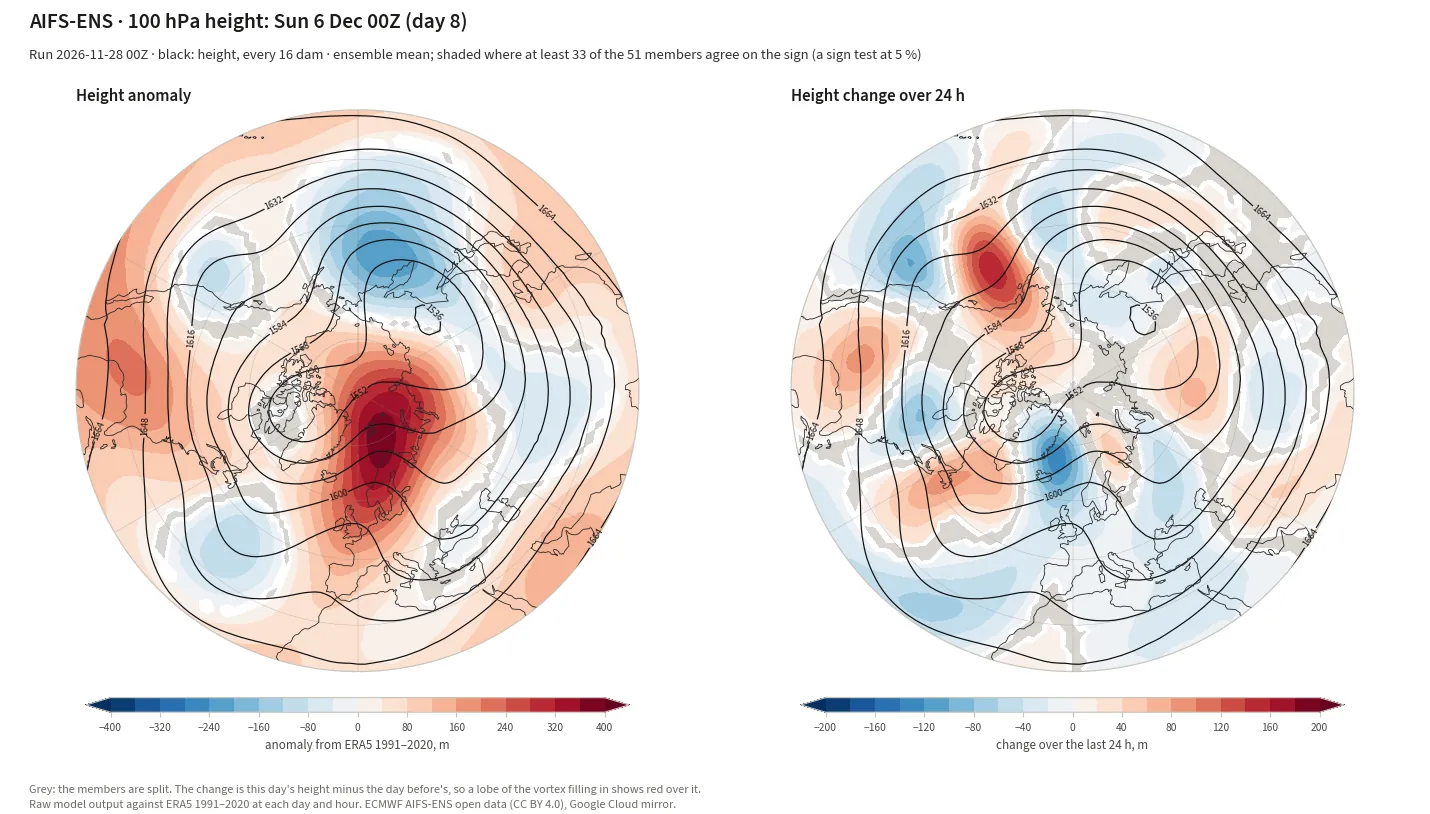 AIFS-ENS · 100 hPa height: Sun 6 Dec 00Z (day 8)
Run 2026-11-28 00Z · black: height, every 16 dam · ensemble mean; shaded where at least 33 of the 51 members agree on the sign (a sign test at 5 %)
Height anomaly
Height change over 24 h
1632
1664
1536
1584
1568
1616
1552
1648
1664
1600
1664
1632
1664
1536
1584
1568
1616
1552
1648
1664
1600
1664
−400 −320 −240 −160 −80 0 80 160 240 320 400
anomaly from ERA5 1991–2020, m
−200 −160 −120 −80 −40 0 40 80 120 160 200
change over the last 24 h, m
Grey: the members are split. The change is this day's height minus the day before's, so a lobe of the vortex filling in shows red over it.
Raw model output against ERA5 1991–2020 at each day and hour. ECMWF AIFS-ENS open data (CC BY 4.0), Google Cloud mirror.